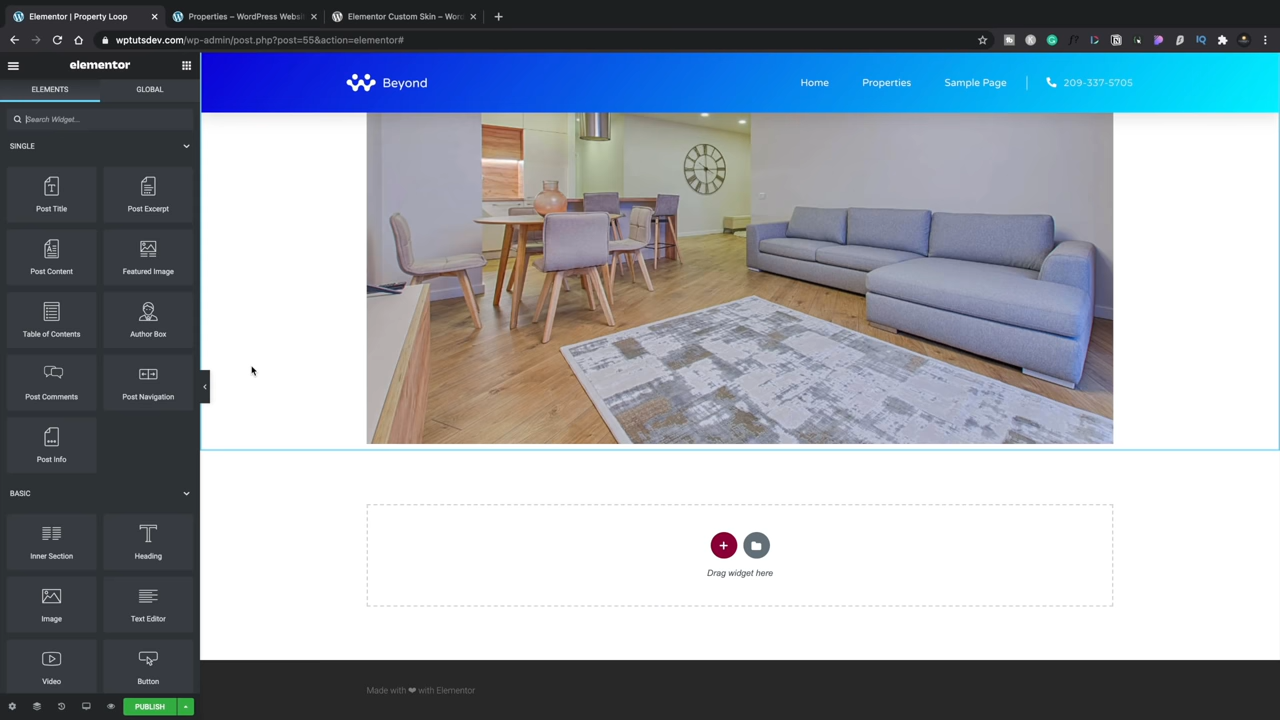 Elementor | Property Loop
Properties – WordPress Websi
Elementor Custom Skin – Wor
wptutsdev.com/wp-admin/post.php?post=55&action=elementor#
elementor
ELEMENTS
GLOBAL
Search Widget...
SINGLE
Post Title
Post Excerpt
Post Content
Featured Image
Table of Contents
Author Box
Post Comments
Post Navigation
Post Info
BASIC
Inner Section
Heading
Image
Text Editor
Video
Button
PUBLISH
Beyond
Home
Properties
Sample Page
209-337-5705
Drag widget here
Made with ❤ with Elementor